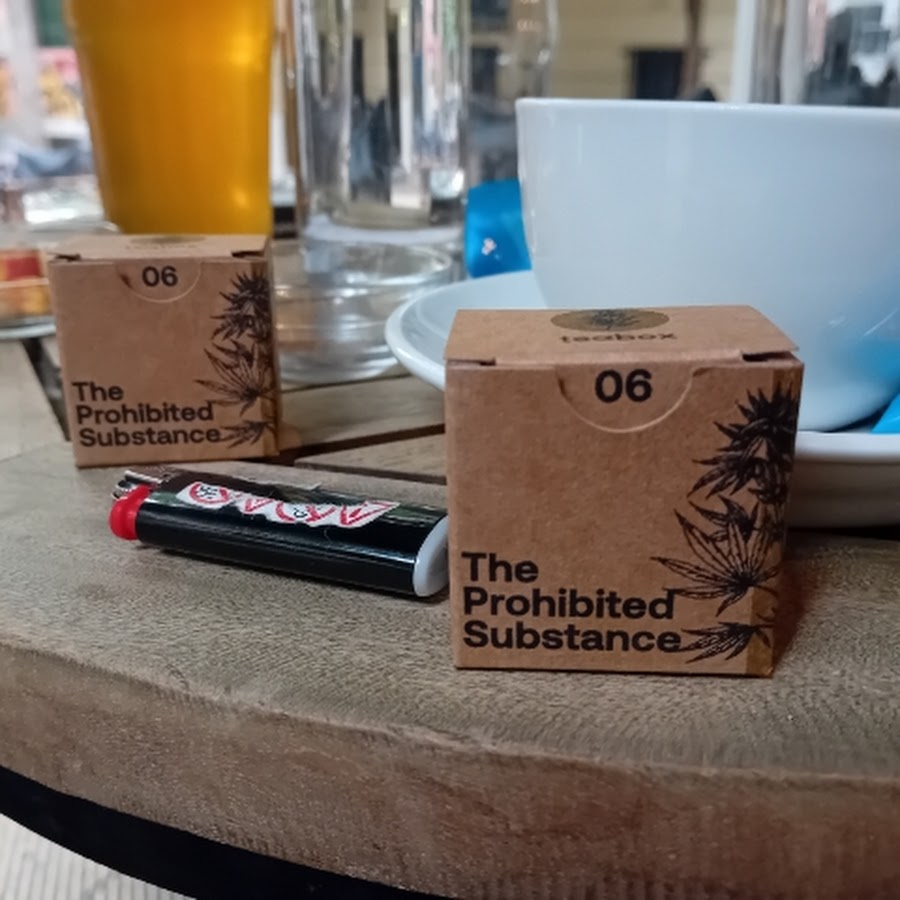 06
The
Prohibited
Substance
teabox
06
The
Prohibited
Substance